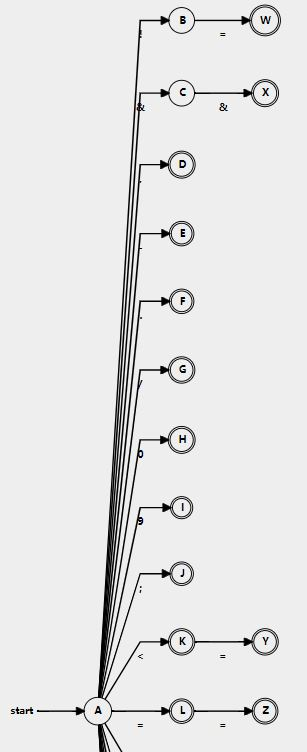 B W
! =
C X
& &
D
E
-
F
.
G
/
H
0
I
9
J
;
K Y
< =
start A L Z
= =